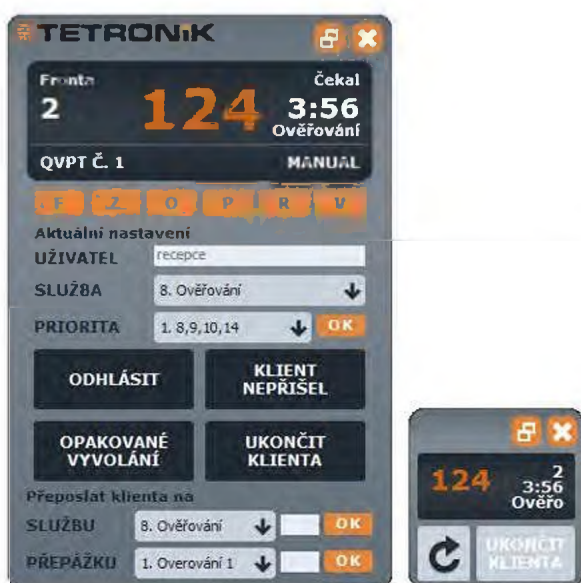 TETRONiK
Fronta
Čekal
2
124
3:56
Ověřování
QVPT Č. 1
MANUAL
F Z O P R V
Aktuální nastavení
UŽIVATEL recepce
SLUŽBA 8. Ověřování
PRIORITA 1. 8,9,10,14 OK
ODHLÁSIT
KLIENT
NEPŘIŠEL
OPAKOVANÉ
VYVOLÁNÍ
UKONČIT
KLIENTA
Přeposlat klienta na
SLUŽBU 8. Ověřování OK
PŘEPÁŽKU 1. Overování 1 OK
124
2
3:56
Ověřo
UKONČIT
KLIENTA